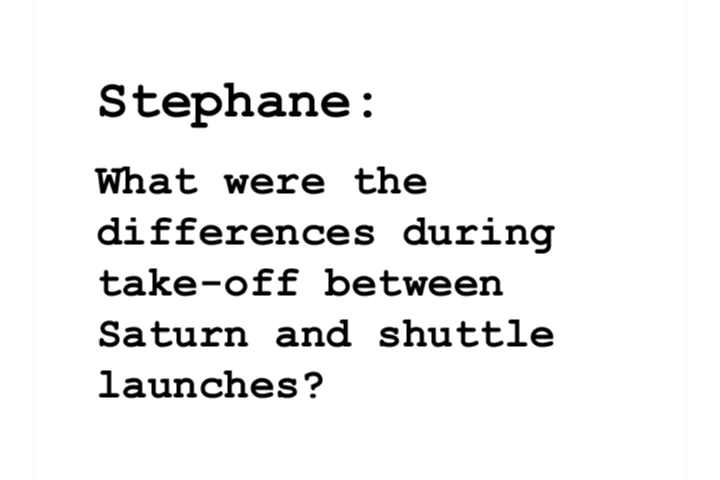 Stephane:
What were the
differences during
take-off between
Saturn and shuttle
launches?